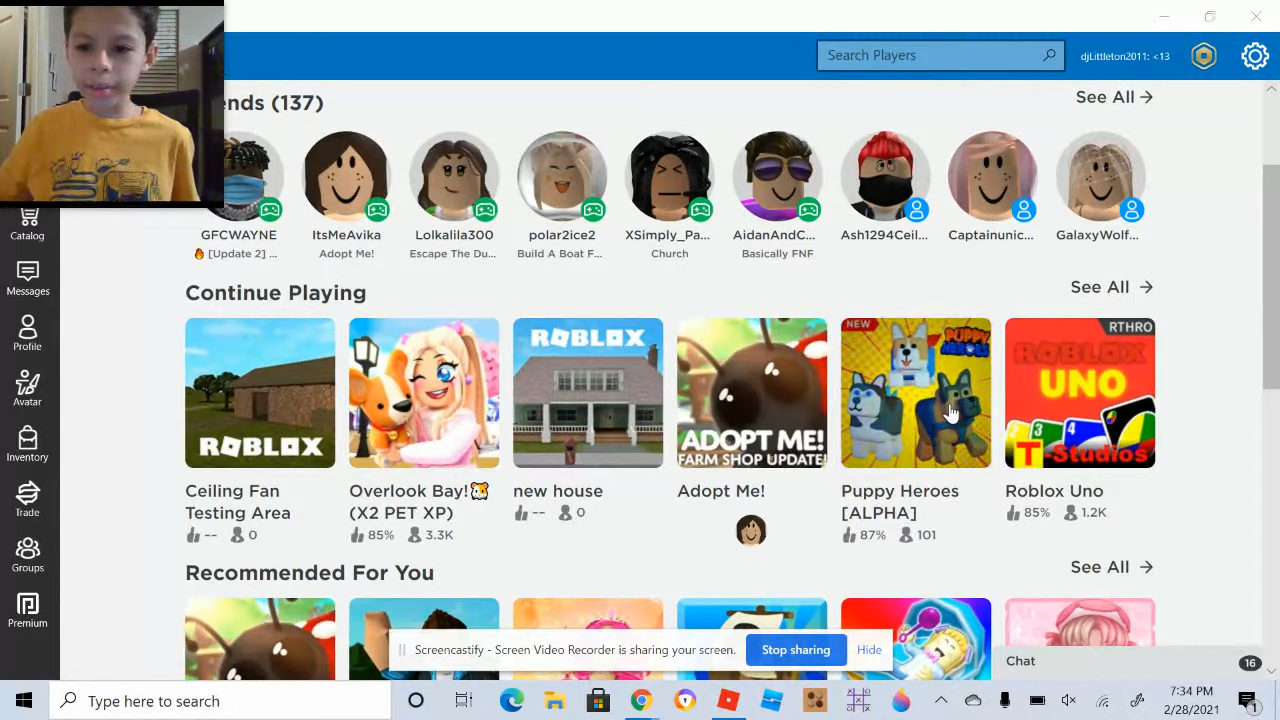 Search Players
djLittleton2011: <13
ends (137)
See All
GFCWAYNE
ItsMeAvika
Lolkalila300
polar2ice2
XSimply_Pa...
AidanAndC...
Ash1294Ceil...
Captainunic...
GalaxyWolf...
[Update 2] ...
Adopt Me!
Escape The Du...
Build A Boat F...
Church
Basically FNF
Catalog
Messages
Profile
Avatar
Inventory
Trade
Groups
Premium
Continue Playing
See All
ROBLOX
ROBLOX
ADOPT ME!
FARM SHOP UPDATE!
NEW
PUPPY
HEROES
RTHRO
ROBLOX
UNO
T Studios
Ceiling Fan
Testing Area
-- 0
Overlook Bay!
(X2 PET XP)
85% 3.3K
new house
-- 0
Adopt Me!
Puppy Heroes
[ALPHA]
87% 101
Roblox Uno
85% 1.2K
Recommended For You
See All
Screencastify - Screen Video Recorder is sharing your screen.
Stop sharing
Hide
Chat
16
Type here to search
7:34 PM
2/28/2021
1